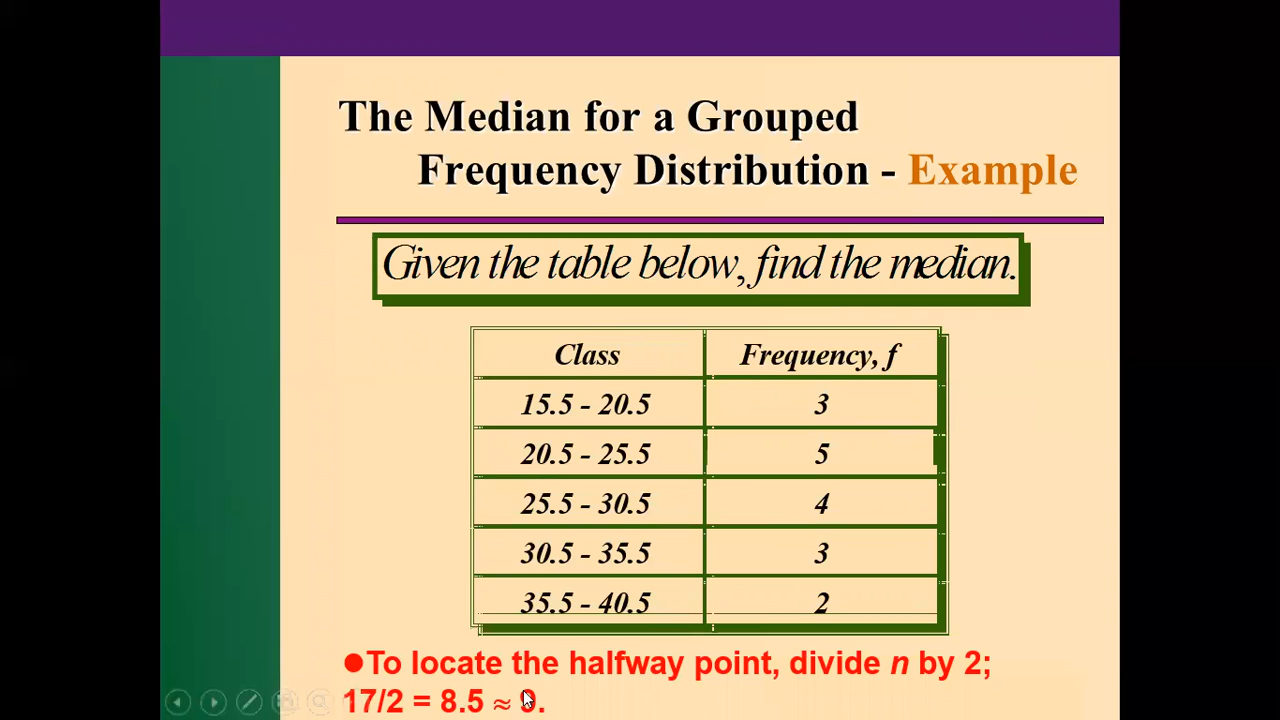 The Median for a Grouped
Frequency Distribution - Example
Given the table below, find the median.
Class Frequency, f
15.5 - 20.5 3
20.5 - 25.5 5
25.5 - 30.5 4
30.5 - 35.5 3
35.5 - 40.5 2
●To locate the halfway point, divide n by 2;
17/2 = 8.5 ≈ 9.